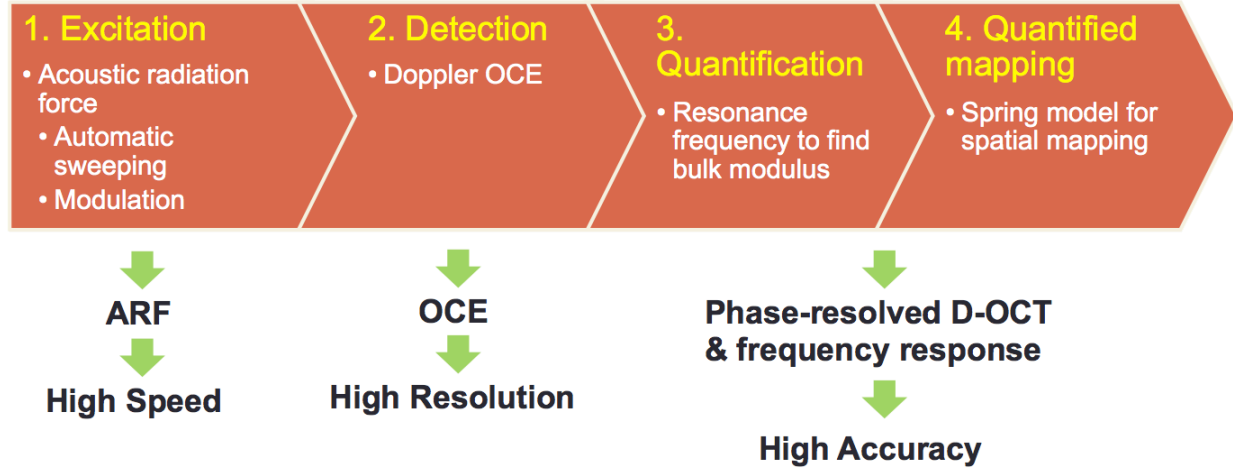 1. Excitation
• Acoustic radiation
force
• Automatic
sweeping
• Modulation
2. Detection
• Doppler OCE
3.
Quantification
• Resonance
frequency to find
bulk modulus
4. Quantified
mapping
• Spring model for
spatial mapping
ARF
High Speed
OCE
High Resolution
Phase-resolved D-OCT
& frequency response
High Accuracy